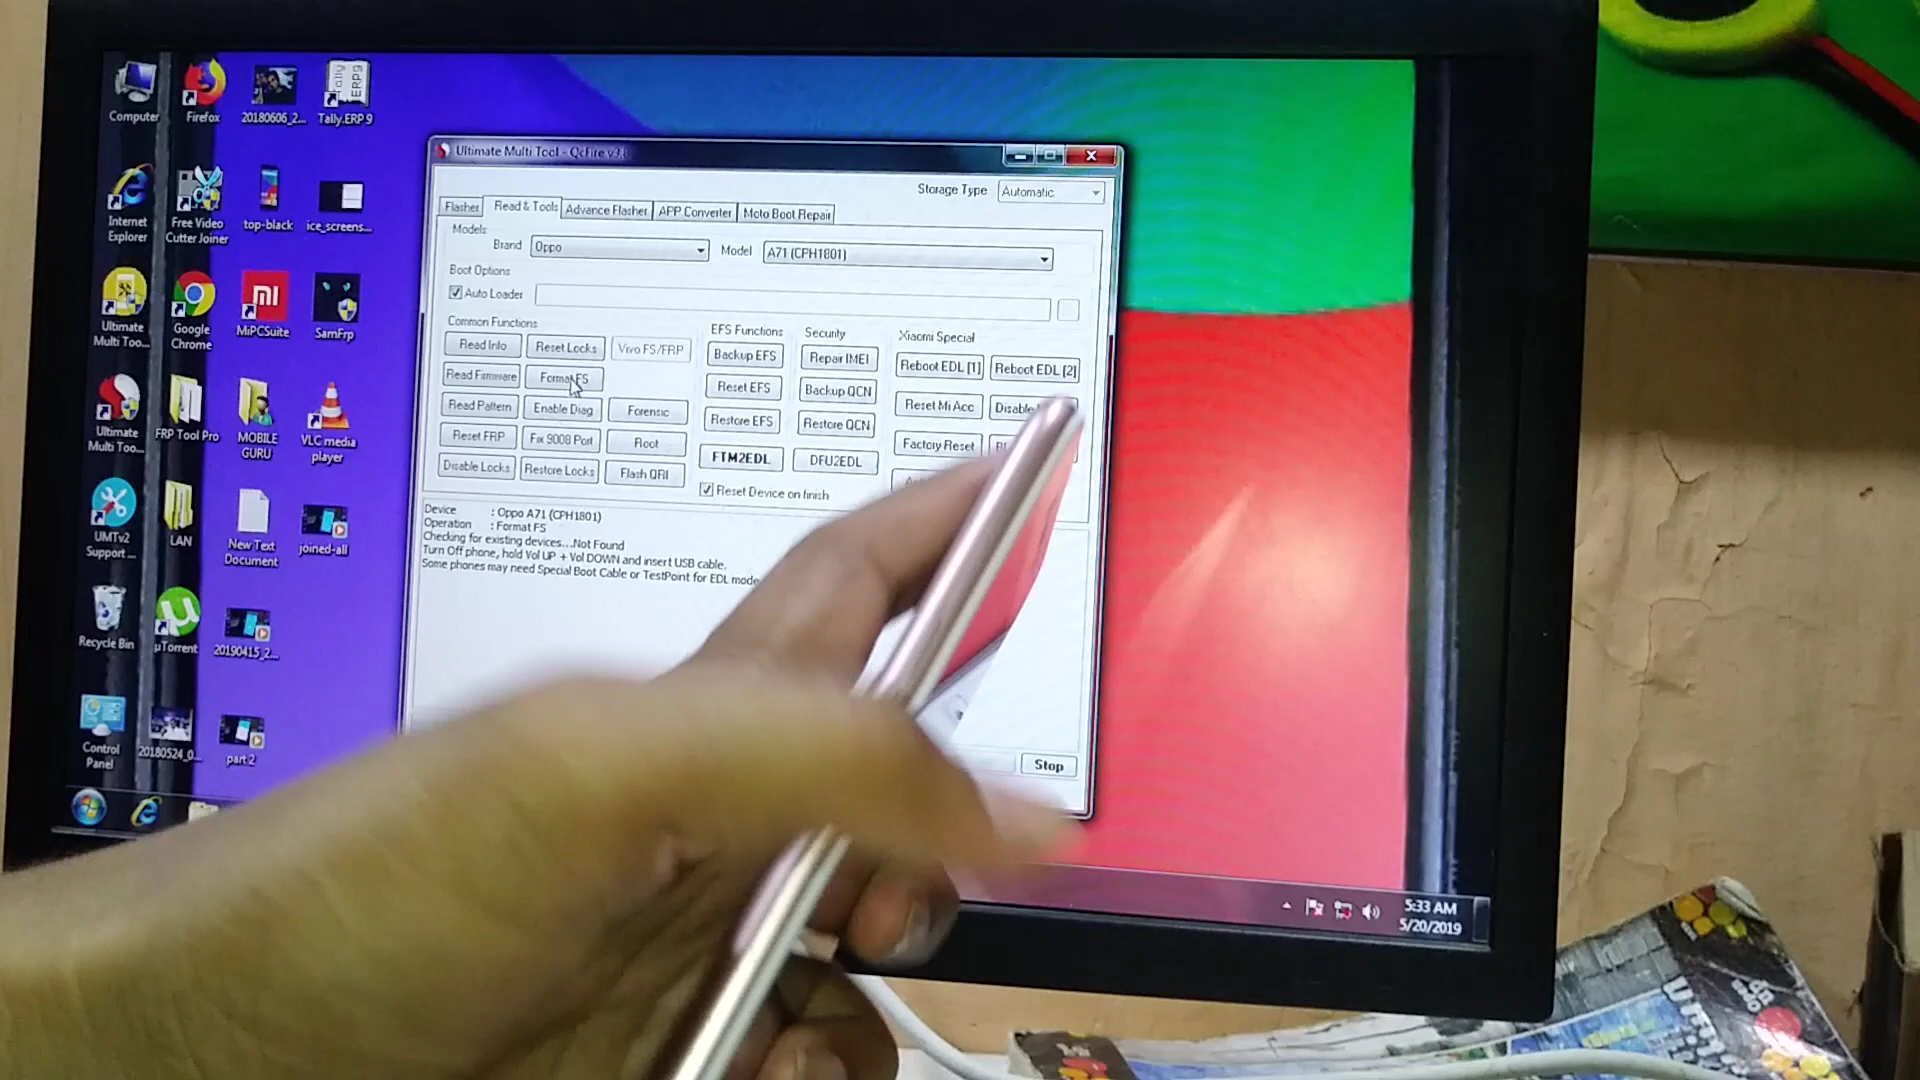 Computer
Firefox
20180606_2...
Tally ERP9
Tally.ERP 9
Internet
Explorer
Free Video
Cutter Joiner
top-black
ice_screens...
Ultimate
Multi Too...
Google
Chrome
MiPCSuite
SamFrp
Ultimate
Multi Too...
FRP Tool Pro
MOBILE
GURU
VLC media
player
UMTv2
Support ...
LAN
New Text
Document
joined-all
Recycle Bin
µTorrent
20190415_2...
Control
Panel
20180524_0...
part 2
Ultimate Multi Tool - QcFire v3.8
Storage Type
Automatic
Flasher
Read & Tools
Advance Flasher
APP Converter
Moto Boot Repair
Models
Brand
Oppo
Model
A71 (CPH1801)
Boot Options
Auto Loader
Common Functions
EFS Functions
Security
Xiaomi Special
Read Info
Reset Locks
Vivo FS/FRP
Backup EFS
Repair IMEI
Reboot EDL [1]
Reboot EDL [2]
Read Firmware
Format FS
Reset EFS
Backup QCN
Reset Mi Acc
Disable
Read Pattern
Enable Diag
Forensic
Restore EFS
Restore QCN
Factory Reset
Reset FRP
Fix 9008 Port
Root
FTM2EDL
DFU2EDL
Disable Locks
Restore Locks
Flash QRI
Reset Device on finish
Device : Oppo A71 (CPH1801)
Operation : Format FS
Checking for existing devices...Not Found
Turn Off phone, hold Vol UP + Vol DOWN and insert USB cable.
Some phones may need Special Boot Cable or TestPoint for EDL mode
Stop
5:33 AM
5/20/2019